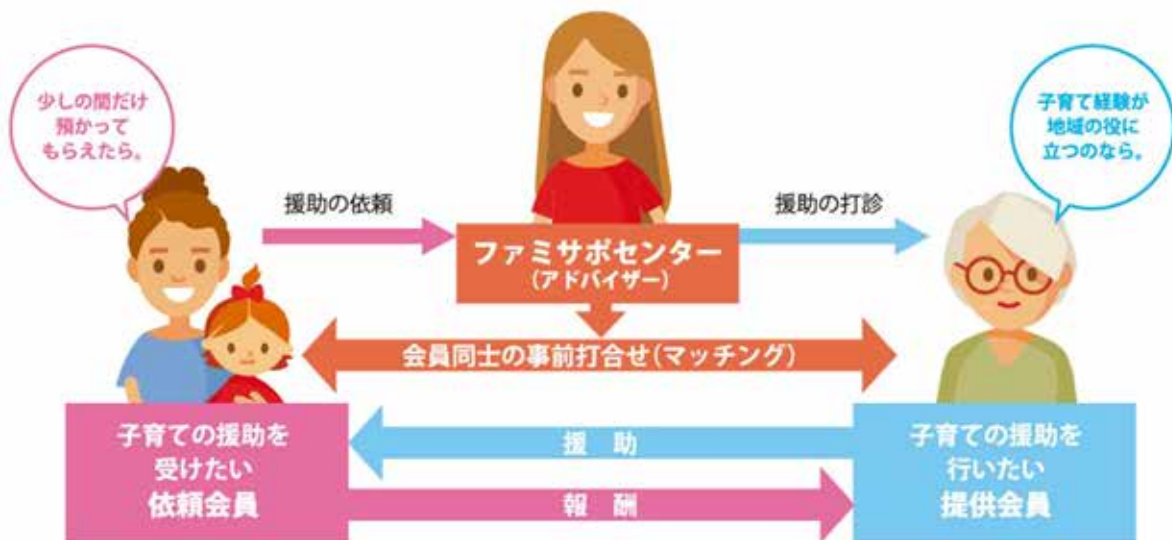 少しの間だけ
預かって
もらえたら。
子育て経験が
地域の役に
立つのなら。
援助の依頼
援助の打診
ファミサポセンター
(アドバイザー)
会員同士の事前打合せ(マッチング)
子育ての援助を
受けたい
依頼会員
援 助
報 酬
子育ての援助を
行いたい
提供会員